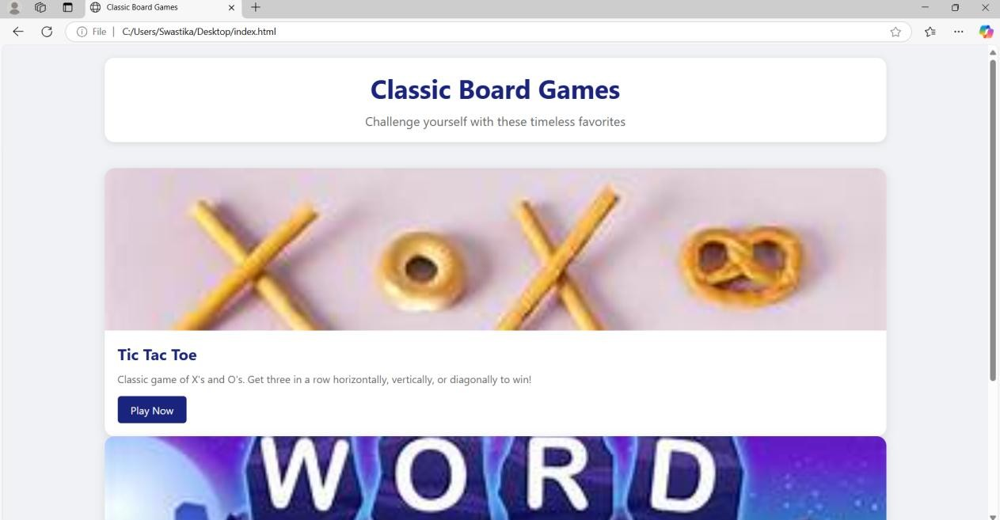 Classic Board Games
File | C:/Users/Swastika/Desktop/index.html
Classic Board Games
Challenge yourself with these timeless favorites
Tic Tac Toe
Classic game of X's and O's. Get three in a row horizontally, vertically, or diagonally to win!
Play Now
WORD